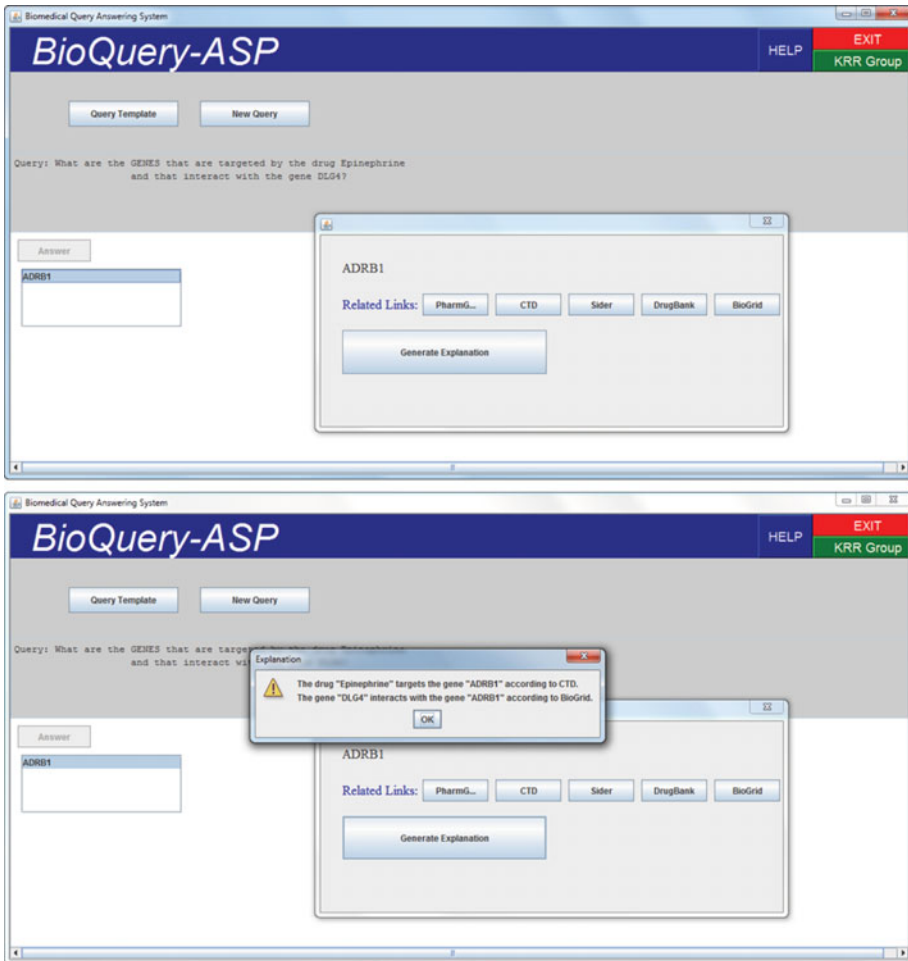 Biomedical Query Answering System
BioQuery-ASP
HELP
EXIT
KRR Group
Query Template
New Query
Query: What are the GENES that are targeted by the drug Epinephrine
and that interact with the gene DLG4?
Answer
ADRB1
ADRB1
Related Links:
PharmG...
CTD
Sider
DrugBank
BioGrid
Generate Explanation
Biomedical Query Answering System
BioQuery-ASP
HELP
EXIT
KRR Group
Query Template
New Query
Query: What are the GENES that are
and that interact
Explanation
The drug "Epinephrine" targets the gene "ADRB1" according to CTD.
The gene "DLG4" interacts with the gene "ADRB1" according to BioGrid.
OK
Answer
ADRB1
ADRB1
Related Links:
PharmG...
CTD
Sider
DrugBank
BioGrid
Generate Explanation